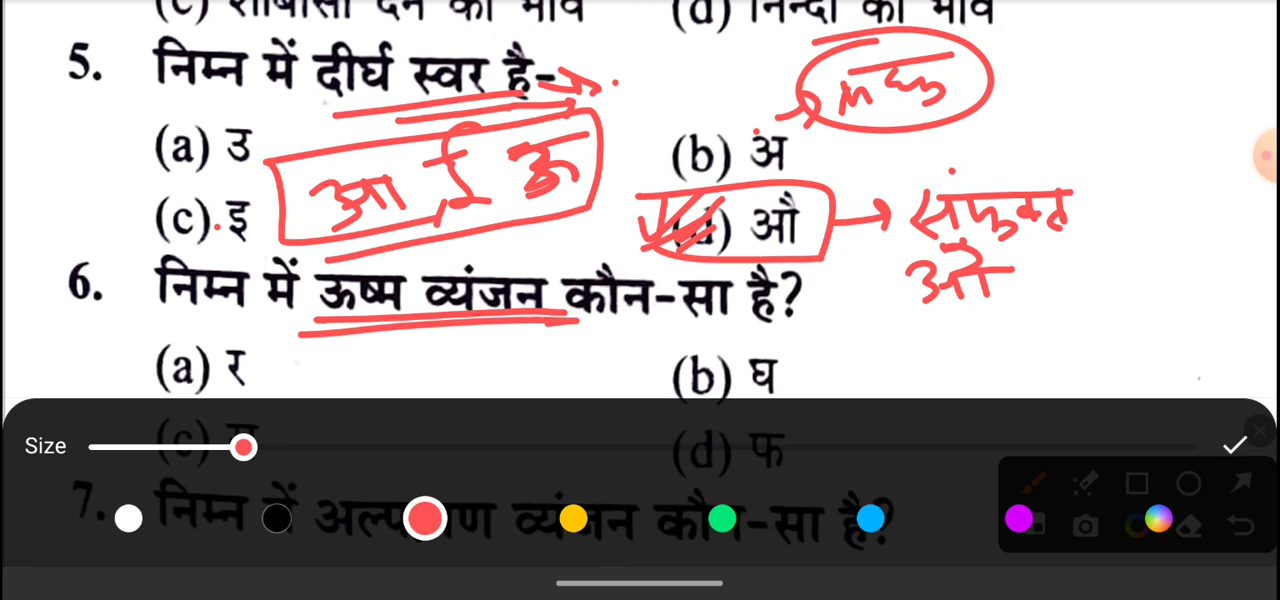 (c) शाबासी देने का भाव (d) निन्दा का भाव
5. निम्न में दीर्घ स्वर है-
(a) उ (b) अं
आ, ई ऊ
(c) इ (d) औ
संयुक्त
ओ
6. निम्न में ऊष्म व्यंजन कौन-सा है?
(a) र (b) घ
Size
(c) (d) फ
7. निम्न में अल्पप्राण व्यंजन कौन-सा है?